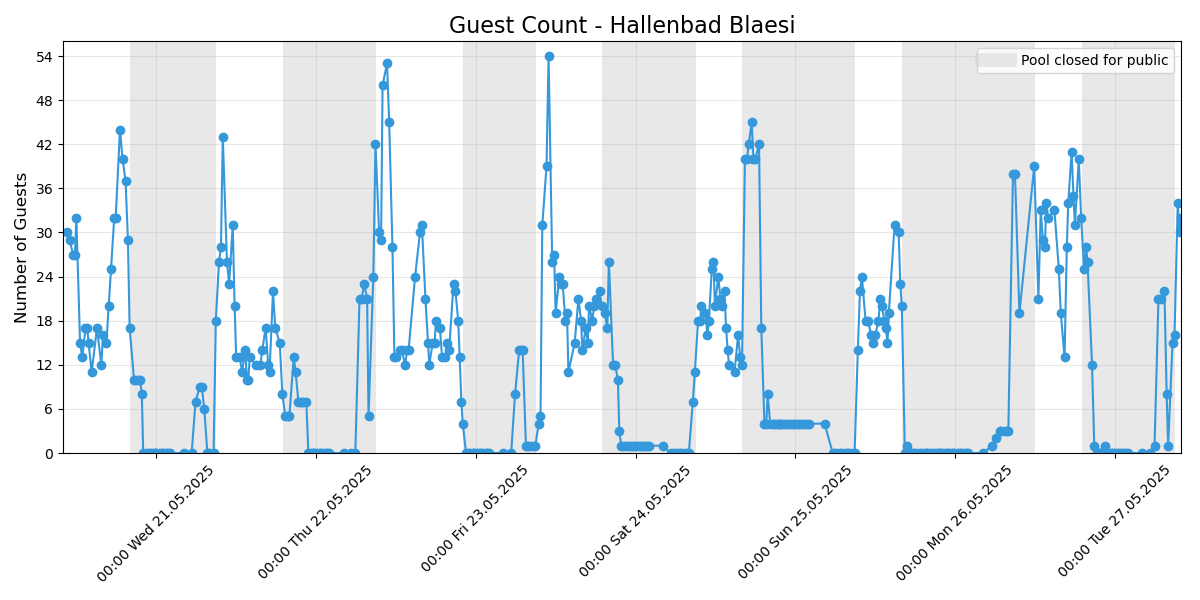 Guest Count - Hallenbad Blaesi
Pool closed for public
Number of Guests
54
48
42
36
30
24
18
12
6
0
00:00 Wed 21.05.2025
00:00 Thu 22.05.2025
00:00 Fri 23.05.2025
00:00 Sat 24.05.2025
00:00 Sun 25.05.2025
00:00 Mon 26.05.2025
00:00 Tue 27.05.2025